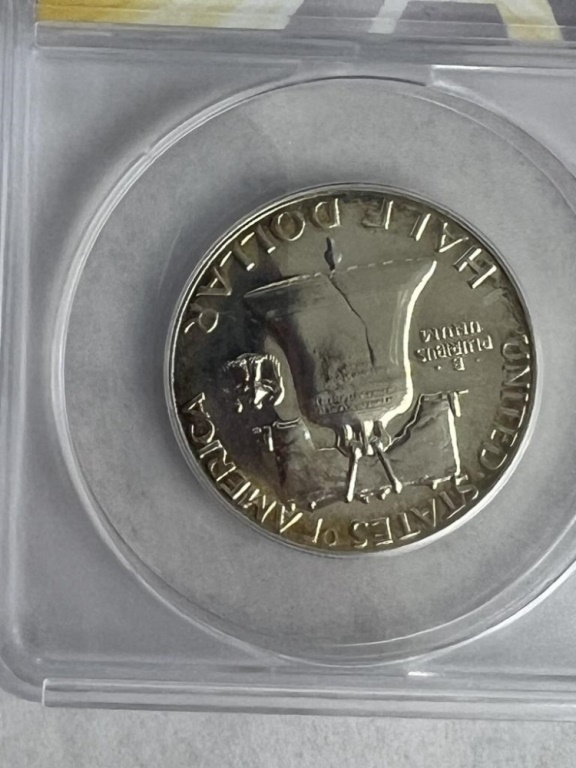 UNITED STATES OF AMERICA
E
PLURIBUS
UNUM
HALF DOLLAR